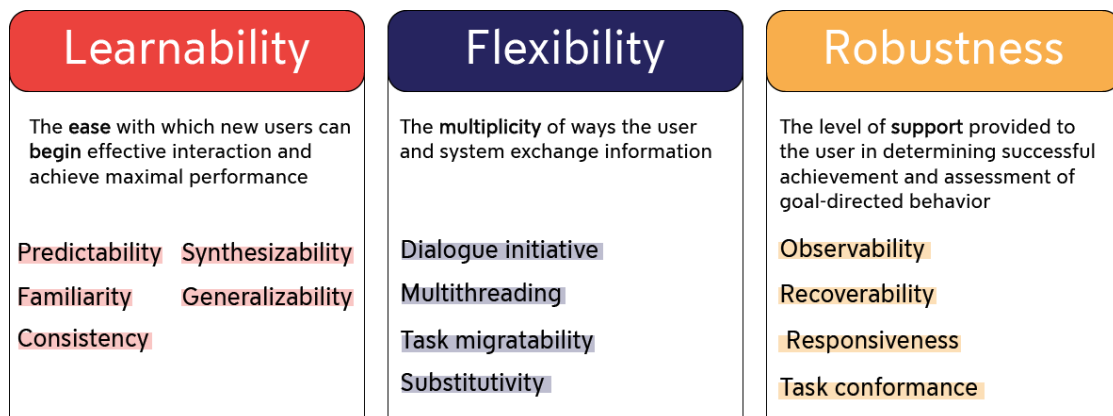 Learnability
The ease with which new users can
begin effective interaction and
achieve maximal performance
Predictability Synthesizability
Familiarity Generalizability
Consistency
Flexibility
The multiplicity of ways the user
and system exchange information
Dialogue initiative
Multithreading
Task migratability
Substitutivity
Robustness
The level of support provided to
the user in determining successful
achievement and assessment of
goal-directed behavior
Observability
Recoverability
Responsiveness
Task conformance